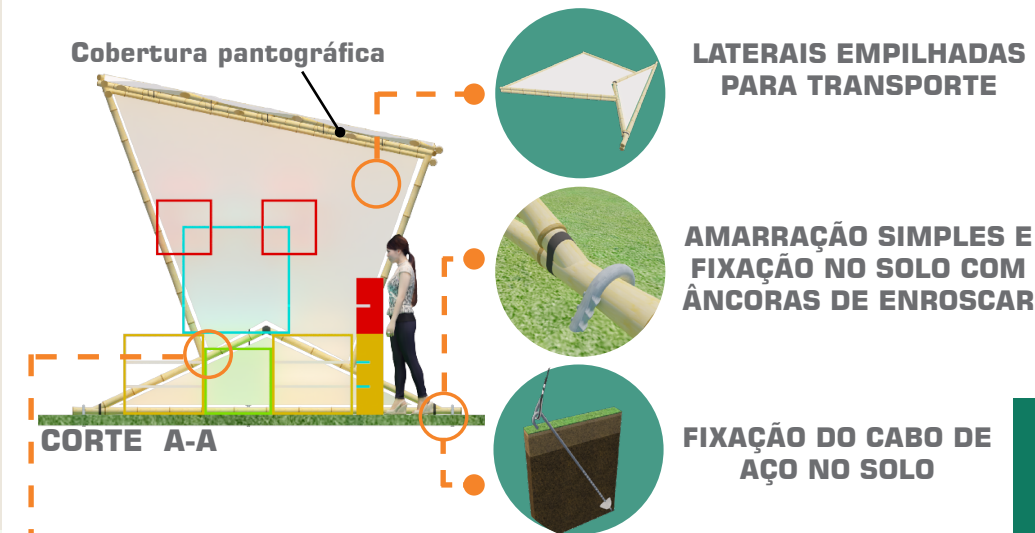 Cobertura pantográfica
LATERAIS EMPILHADAS
PARA TRANSPORTE
AMARRAÇÃO SIMPLES E
FIXAÇÃO NO SOLO COM
ÂNCORAS DE ENROSCAR
CORTE A-A
FIXAÇÃO DO CABO DE
AÇO NO SOLO